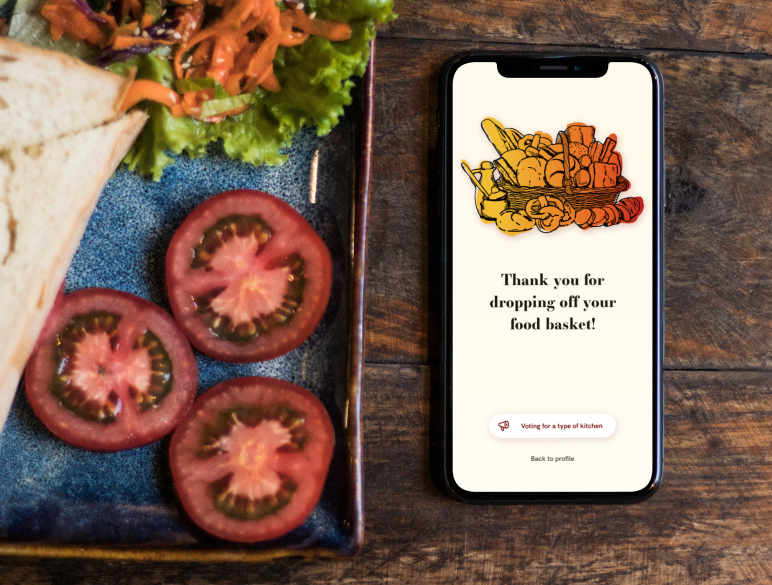 Thank you for
dropping off your
food basket!
Voting for a type of kitchen
Back to profile